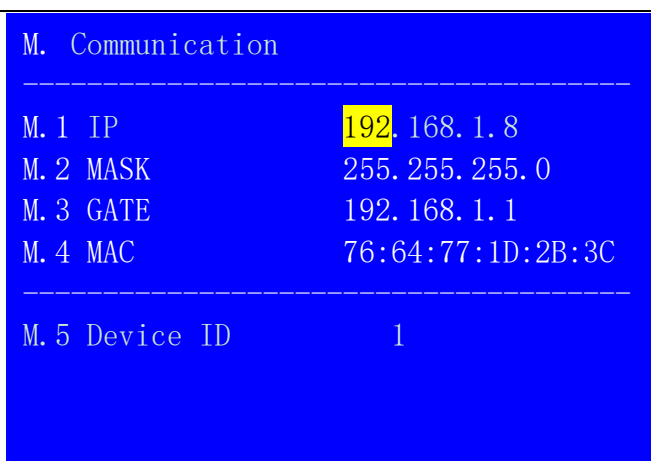 M. Communication
--------------------------------------
M.1 IP 192.168.1.8
M.2 MASK 255.255.255.0
M.3 GATE 192.168.1.1
M.4 MAC 76:64:77:1D:2B:3C
--------------------------------------
M.5 Device ID 1